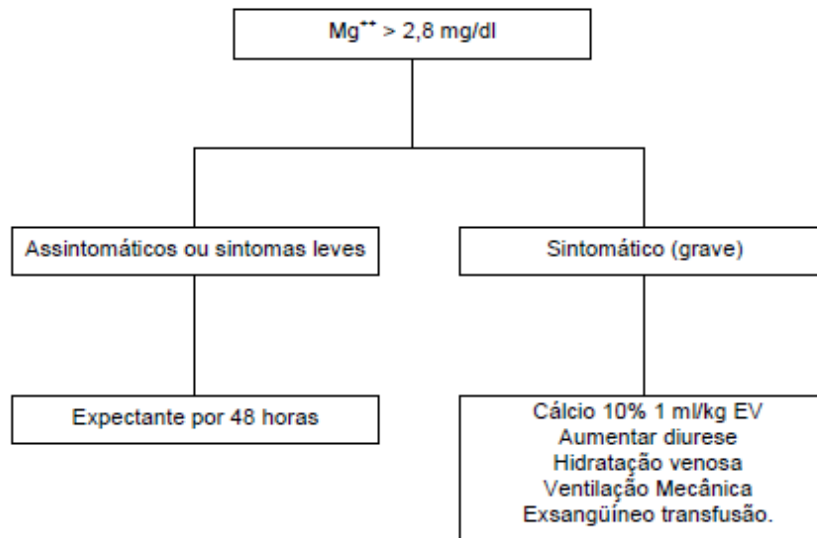 Mg⁺⁺ > 2,8 mg/dl
Assintomáticos ou sintomas leves
Sintomático (grave)
Expectante por 48 horas
Cálcio 10% 1 ml/kg EV
Aumentar diurese
Hidratação venosa
Ventilação Mecânica
Exsangüíneo transfusão.